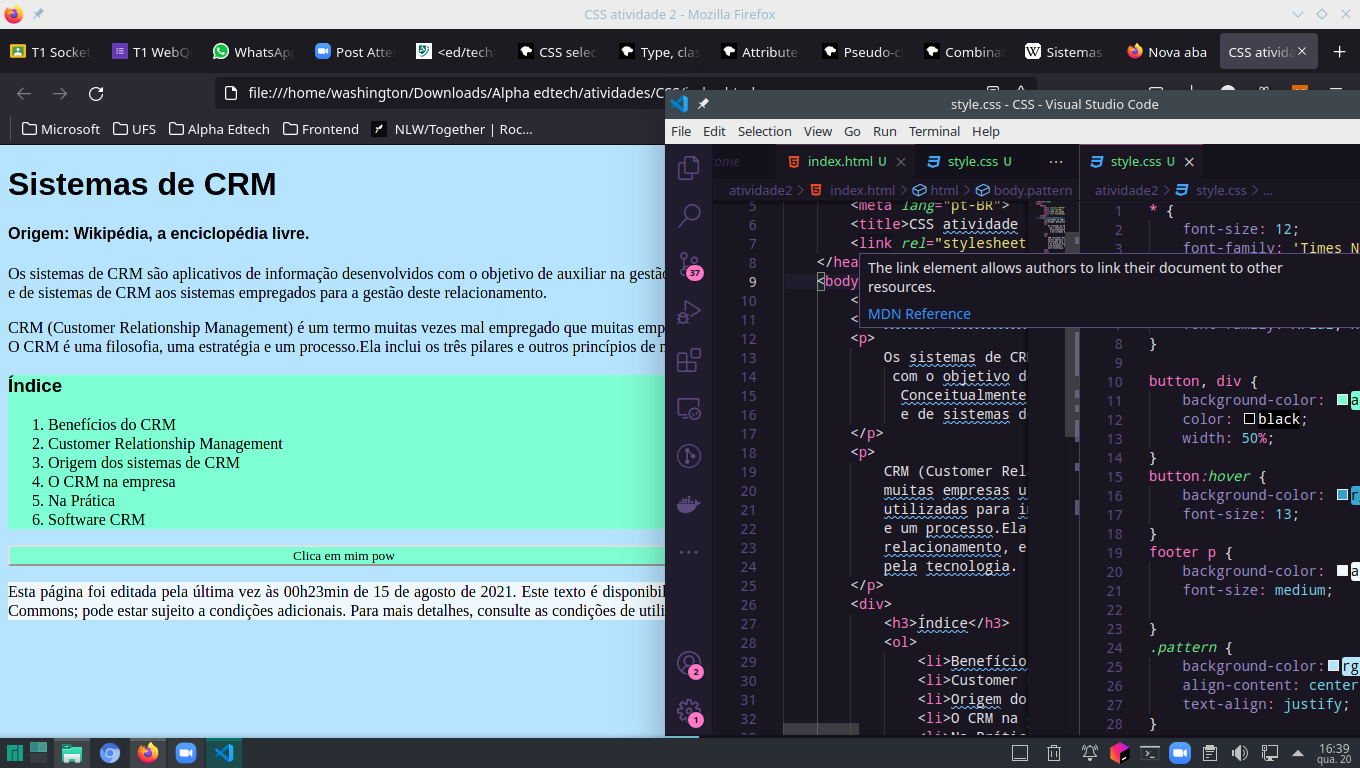 CSS atividade 2 - Mozilla Firefox
T1 Socket
T1 WebQ
WhatsAp
Post Atten
<ed/tech
CSS selec
Type, clas
Attribute
Pseudo-c
Combinat
Sistemas
Nova aba
CSS ativida
file:///home/washington/Downloads/Alpha edtech/atividades/CSS/index.html
Microsoft
UFS
Alpha Edtech
Frontend
NLW/Together | Roc...
Sistemas de CRM
Origem: Wikipédia, a enciclopédia livre.
Os sistemas de CRM são aplicativos de informação desenvolvidos com o objetivo de auxiliar na gestão
e de sistemas de CRM aos sistemas empregados para a gestão deste relacionamento.
CRM (Customer Relationship Management) é um termo muitas vezes mal empregado que muitas emp
O CRM é uma filosofia, uma estratégia e um processo.Ela inclui os três pilares e outros princípios de
Índice
1. Benefícios do CRM
2. Customer Relationship Management
3. Origem dos sistemas de CRM
4. O CRM na empresa
5. Na Prática
6. Software CRM
Clica em mim pow
Esta página foi editada pela última vez às 00h23min de 15 de agosto de 2021. Este texto é disponibil
Commons; pode estar sujeito a condições adicionais. Para mais detalhes, consulte as condições de utili
style.css - CSS - Visual Studio Code
File Edit Selection View Go Run Terminal Help
ome
index.html U
style.css U
...
style.css U
atividade2 > index.html > html > body.pattern
atividade2 > style.css > ...
37
2
1
5 <meta lang="pt-BR">
6 <title>CSS atividade
7 <link rel="stylesheet
8 </hea
9 <body
10 <
11 <
12 <p>
13 Os sistemas de CR
14 com o objetivo d
15 Conceitualmente
16 e de sistemas d
17 </p>
18 <p>
19 CRM (Customer Rel
20 muitas empresas u
21 utilizadas para i
22 e um processo.Ela
23 relacionamento, e
24 pela tecnologia.
25 </p>
26 <div>
27 <h3>Índice</h3>
28 <ol>
29 <li>Benefício
30 <li>Customer
31 <li>Origem do
32 <li>O CRM na
<li>Na Práti
The link element allows authors to link their document to other
resources.
MDN Reference
1 * {
2 font-size: 12;
3 font-family: 'Times N
8 }
9
10 button, div {
11 background-color: a
12 color: black;
13 width: 50%;
14 }
15 button:hover {
16 background-color: r
17 font-size: 13;
18 }
19 footer p {
20 background-color: a
21 font-size: medium;
22
23 }
24 .pattern {
25 background-color: rg
26 align-content: center
27 text-align: justify;
28 }
16:39
qua. 20